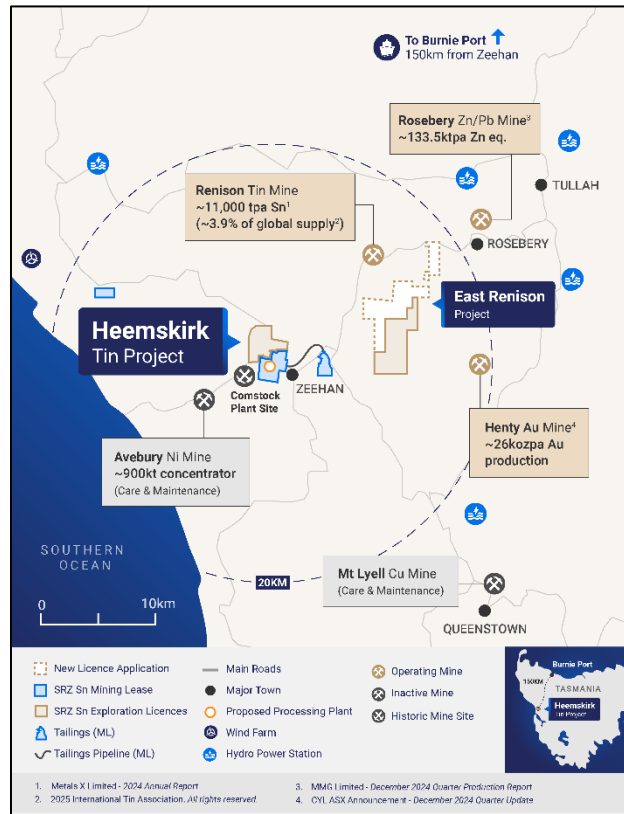 To Burnie Port
150km from Zeehan
Rosebery Zn/Pb Mine³
~133.5ktpa Zn eq.
TULLAH
Renison Tin Mine
~11,000 tpa Sn¹
(~3.9% of global supply²)
ROSEBERY
East Renison
Project
Heemskirk
Tin Project
ZEEHAN
Comstock
Plant Site
Avebury Ni Mine
~900kt concentrator
(Care & Maintenance)
Henty Au Mine⁴
~26kozpa Au
production
SOUTHERN
OCEAN
0 10km
20KM
Mt Lyell Cu Mine
(Care & Maintenance)
QUEENSTOWN
New Licence Application
SRZ Sn Mining Lease
SRZ Sn Exploration Licences
Tailings (ML)
Tailings Pipeline (ML)
Main Roads
Major Town
Proposed Processing Plant
Wind Farm
Hydro Power Station
Operating Mine
Inactive Mine
Historic Mine Site
Burnie Port
150KM
TASMANIA
Heemskirk
Tin Project
1. Metals X Limited - 2024 Annual Report
2. 2025 International Tin Association. All rights reserved.
3. MMG Limited - December 2024 Quarter Production Report
4. CYL ASX Announcement - December 2024 Quarter Update